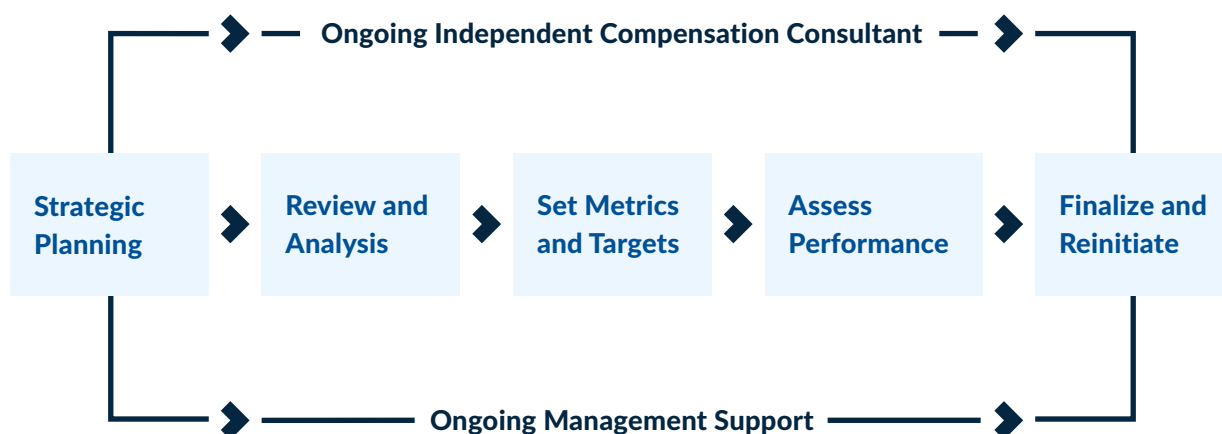 Ongoing Independent Compensation Consultant
Strategic
Planning
Review and
Analysis
Set Metrics
and Targets
Assess
Performance
Finalize and
Reinitiate
Ongoing Management Support